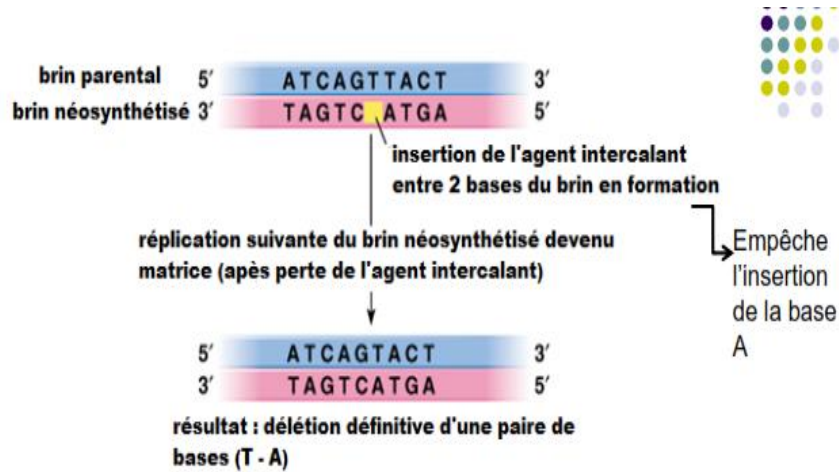 brin parental 5' ATCAGTTACT 3'
brin néosynthétisé 3' TAGTC ATGA 5'
insertion de l'agent intercalant
entre 2 bases du brin en formation
Empêche
l'insertion
de la base
A
réplication suivante du brin néosynthétisé devenu
matrice (apès perte de l'agent intercalant)
5' ATCAGTACT 3'
3' TAGTCATGA 5'
résultat : délétion définitive d'une paire de
bases (T - A)